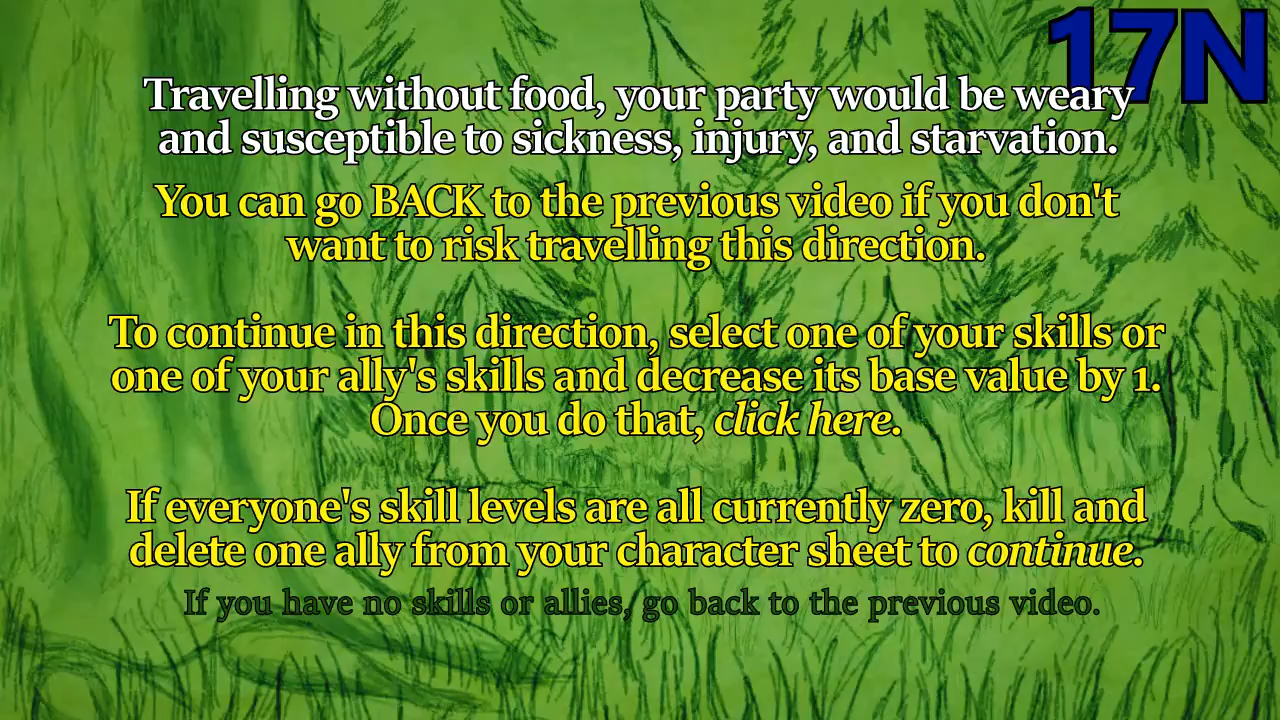 17N
Travelling without food, your party would be weary
and susceptible to sickness, injury, and starvation.
You can go BACK to the previous video if you don't
want to risk travelling this direction.
To continue in this direction, select one of your skills or
one of your ally's skills and decrease its base value by 1.
Once you do that, click here.
If everyone's skill levels are all currently zero, kill and
delete one ally from your character sheet to continue.
If you have no skills or allies, go back to the previous video.